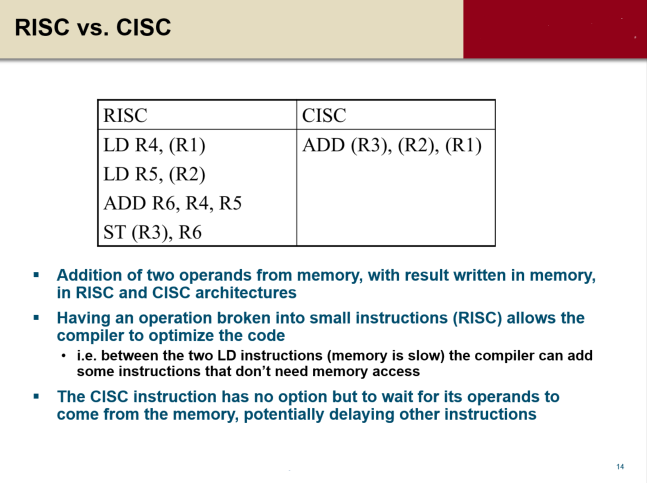 RISC vs. CISC
RISC
CISC
LD R4, (R1)
ADD (R3), (R2), (R1)
LD R5, (R2)
ADD R6, R4, R5
ST (R3), R6
▪ Addition of two operands from memory, with result written in memory,
in RISC and CISC architectures
▪ Having an operation broken into small instructions (RISC) allows the
compiler to optimize the code
• i.e. between the two LD instructions (memory is slow) the compiler can add
some instructions that don’t need memory access
▪ The CISC instruction has no option but to wait for its operands to
come from the memory, potentially delaying other instructions
14